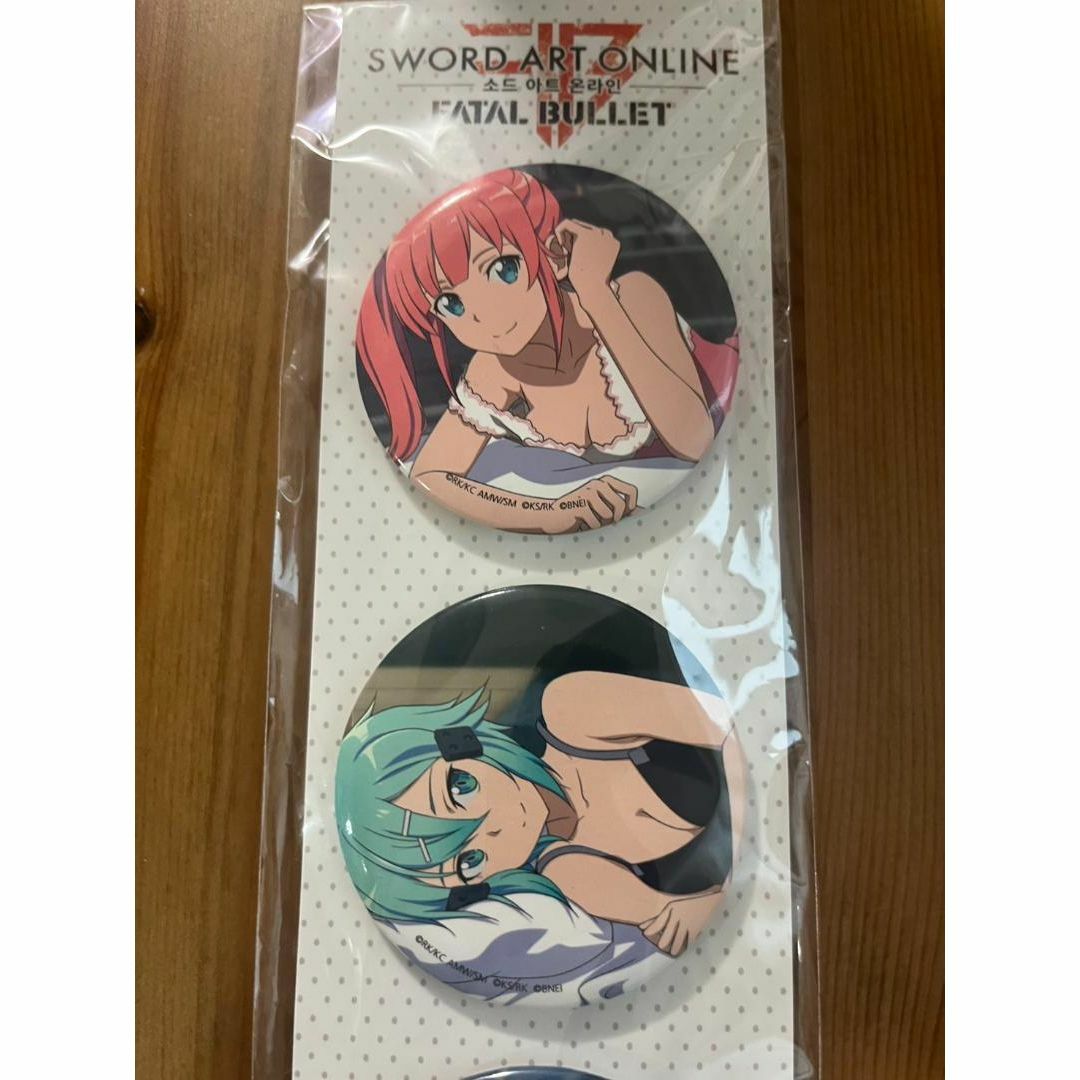 SWORD ART ONLINE
소드 아트 온라인
FATAL BULLET
©RK/KC AMW/SM ©KS/RK ©BNEI
©RK/KC AMW/SM ©KS/RK ©BNEI